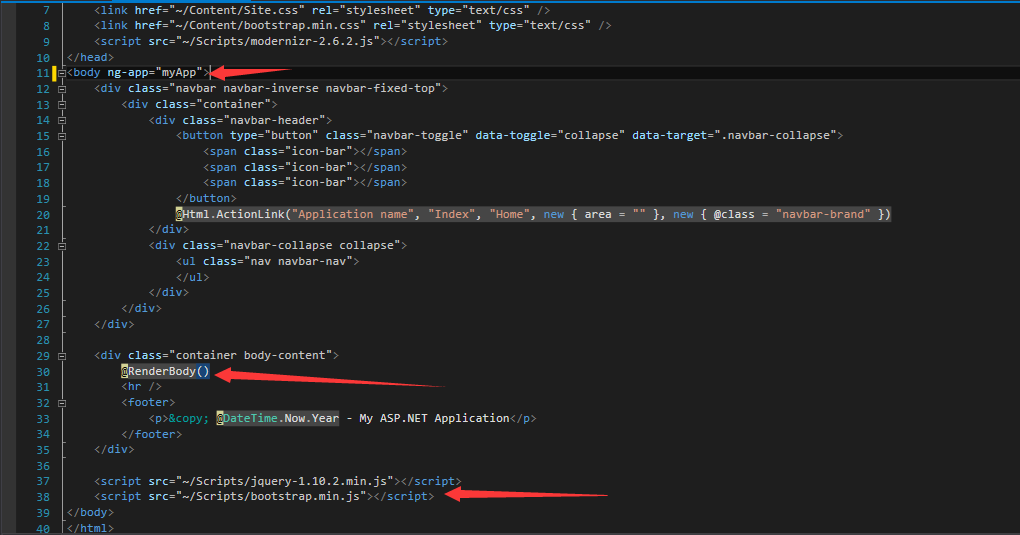 7 <link href="~/Content/Site.css" rel="stylesheet" type="text/css" />
8 <link href="~/Content/bootstrap.min.css" rel="stylesheet" type="text/css" />
9 <script src="~/Scripts/modernizr-2.6.2.js"></script>
10 </head>
11 <body ng-app="myApp">
12 <div class="navbar navbar-inverse navbar-fixed-top">
13 <div class="container">
14 <div class="navbar-header">
15 <button type="button" class="navbar-toggle" data-toggle="collapse" data-target=".navbar-collapse">
16 <span class="icon-bar"></span>
17 <span class="icon-bar"></span>
18 <span class="icon-bar"></span>
19 </button>
20 @Html.ActionLink("Application name", "Index", "Home", new { area = "" }, new { @class = "navbar-brand" })
21 </div>
22 <div class="navbar-collapse collapse">
23 <ul class="nav navbar-nav">
24 </ul>
25 </div>
26 </div>
27 </div>
28
29 <div class="container body-content">
30 @RenderBody()
31 <hr />
32 <footer>
33 <p>&copy; @DateTime.Now.Year - My ASP.NET Application</p>
34 </footer>
35 </div>
36
37 <script src="~/Scripts/jquery-1.10.2.min.js"></script>
38 <script src="~/Scripts/bootstrap.min.js"></script>
39 </body>
40 </html>